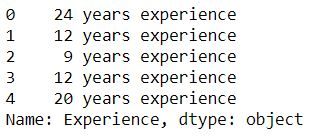 0    24 years experience
1    12 years experience
2     9 years experience
3    12 years experience
4    20 years experience
Name: Experience, dtype: object